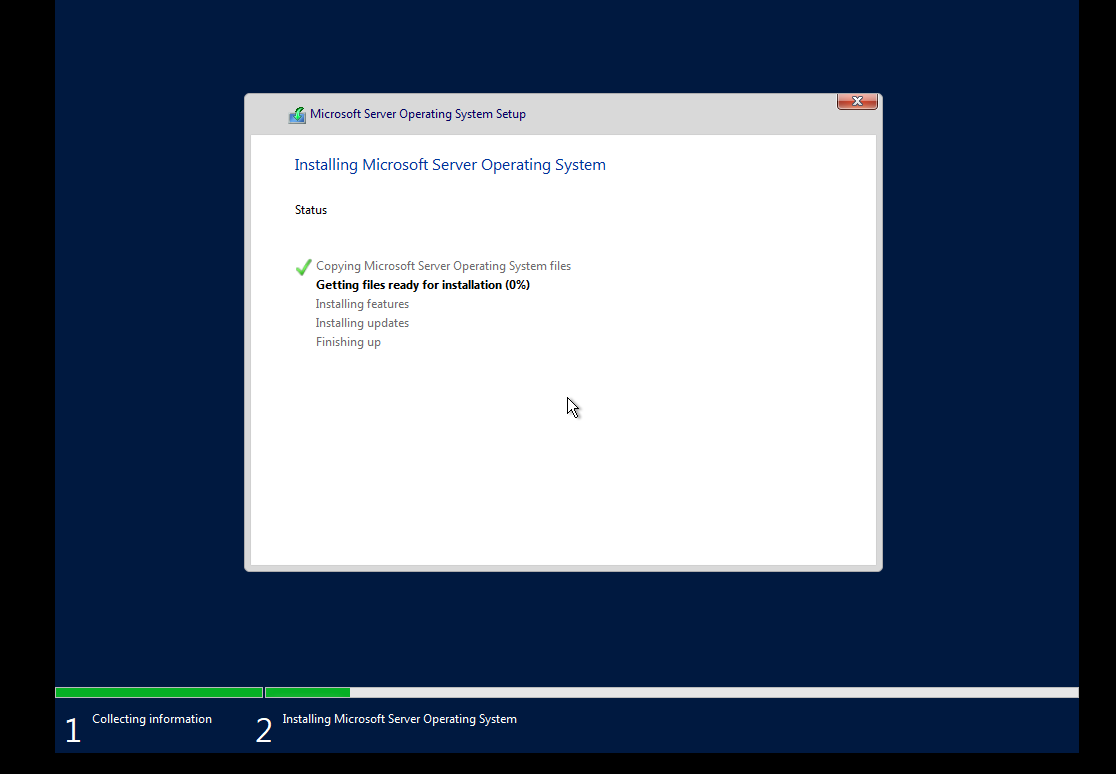 Microsoft Server Operating System Setup
Installing Microsoft Server Operating System
Status
Copying Microsoft Server Operating System files
Getting files ready for installation (0%)
Installing features
Installing updates
Finishing up
1 Collecting information
2 Installing Microsoft Server Operating System